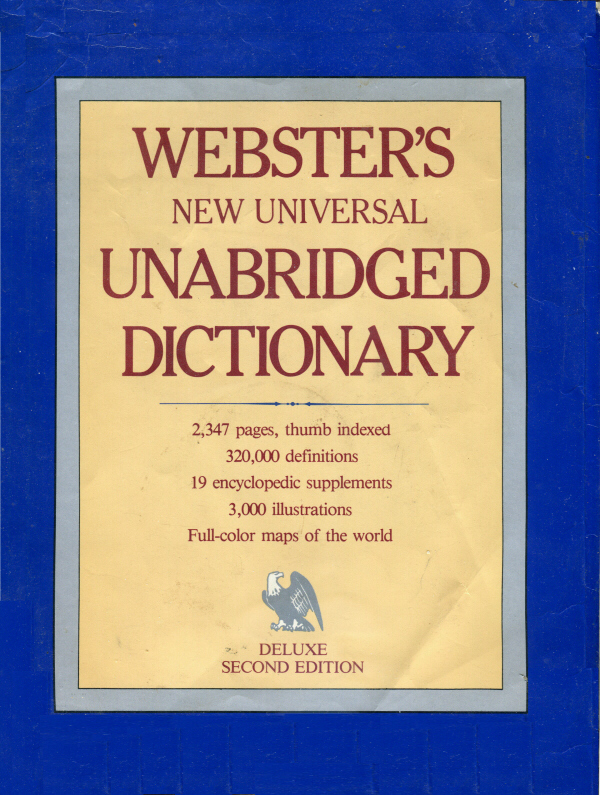 WEBSTER'S
NEW UNIVERSAL
UNABRIDGED
DICTIONARY
2,347 pages, thumb indexed
320,000 definitions
19 encyclopedic supplements
3,000 illustrations
Full-color maps of the world
DELUXE
SECOND EDITION